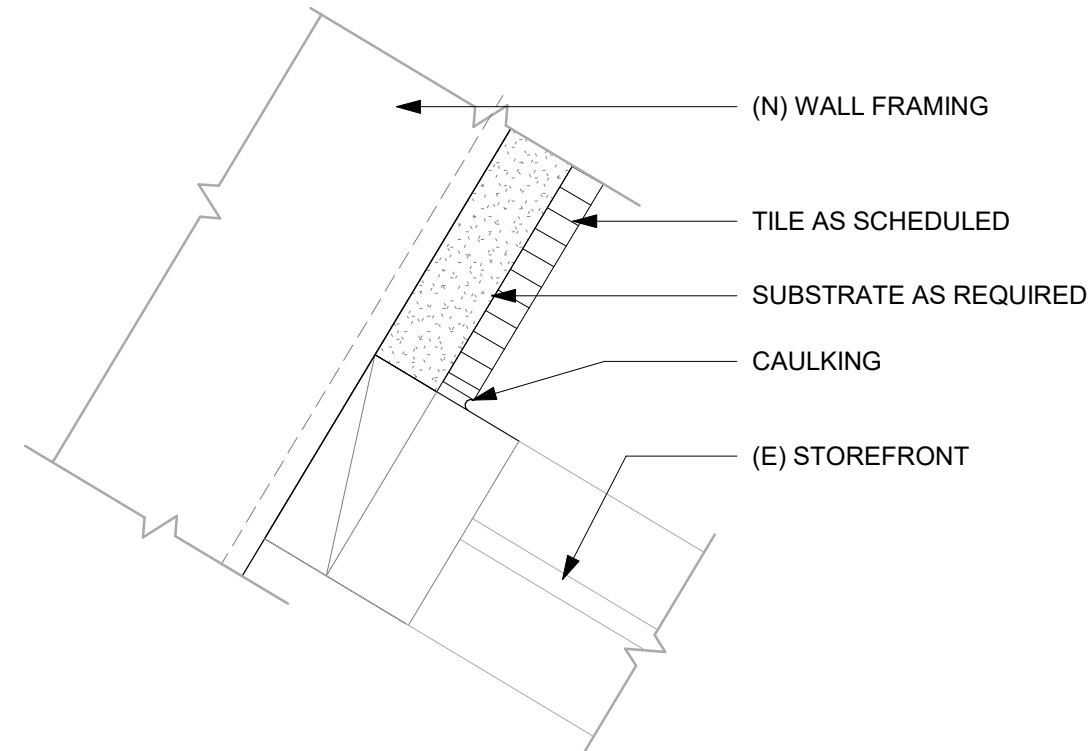 (N) WALL FRAMING
TILE AS SCHEDULED
SUBSTRATE AS REQUIRED
CAULKING
(E) STOREFRONT